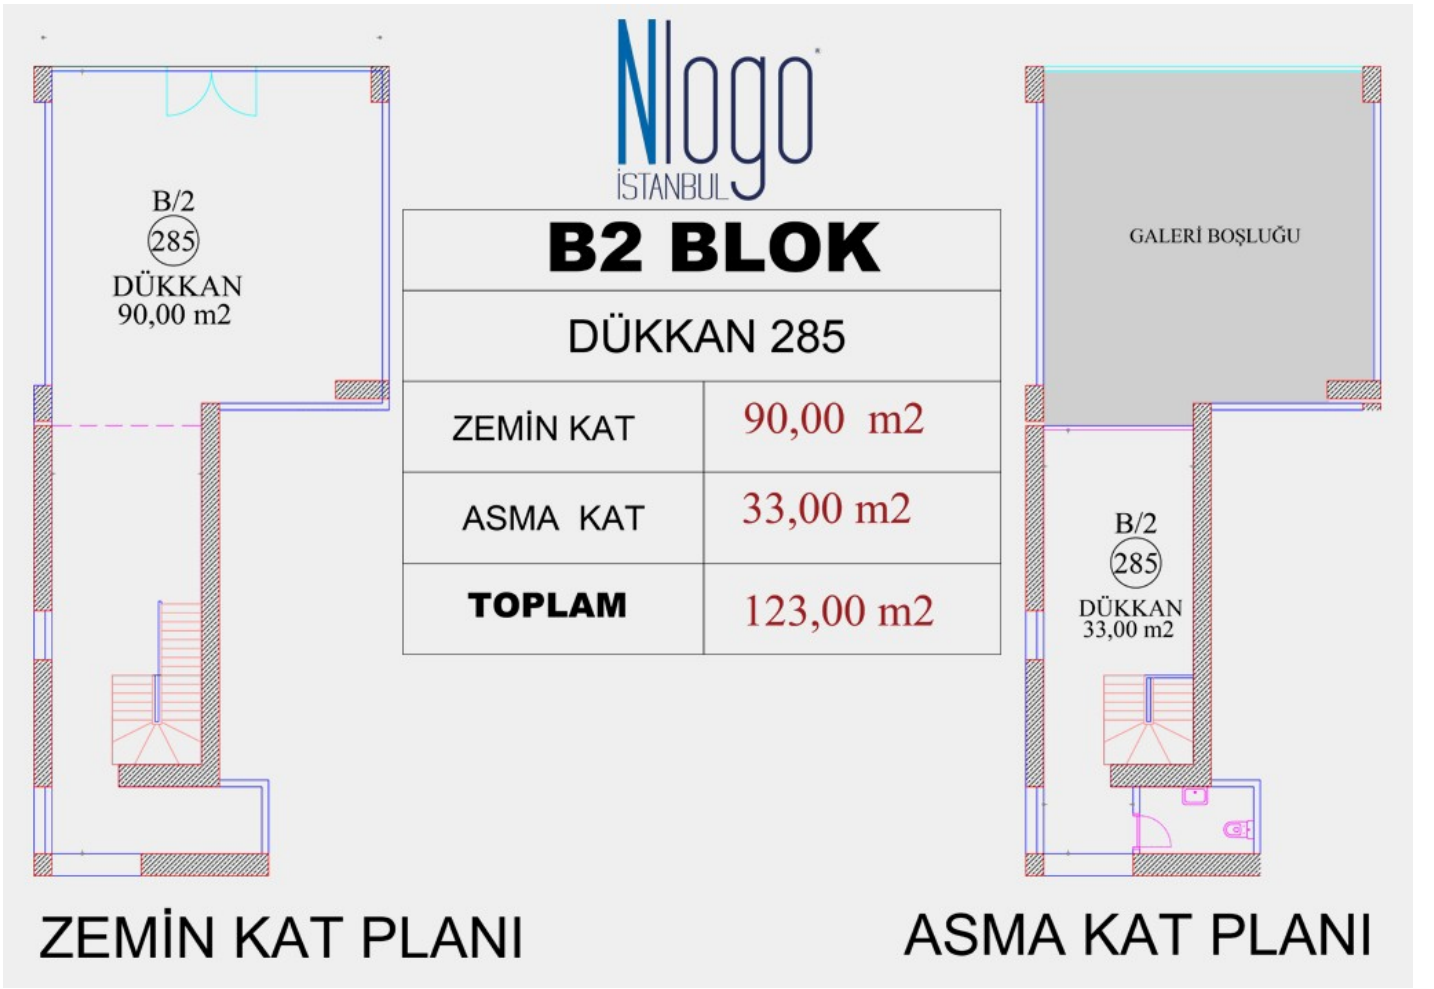 Nlogo
İSTANBUL
B2 BLOK
DÜKKAN 285
ZEMİN KAT 90,00 m2
ASMA KAT 33,00 m2
TOPLAM 123,00 m2
B/2
285
DÜKKAN
90,00 m2
ZEMİN KAT PLANI
GALERİ BOŞLUĞU
B/2
285
DÜKKAN
33,00 m2
ASMA KAT PLANI